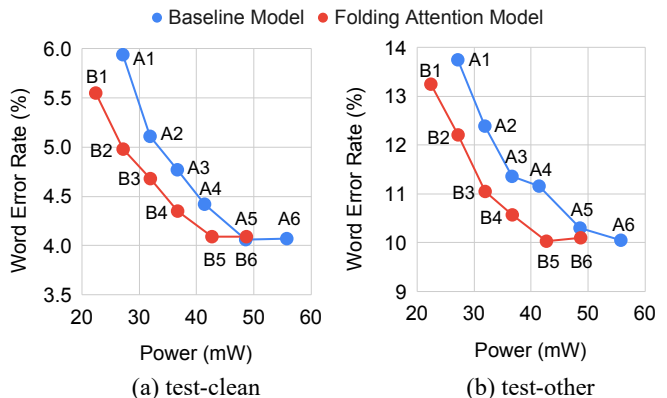 Baseline Model Folding Attention Model
Word Error Rate (%)
6.0
5.5
5.0
4.5
4.0
3.5
20 30 40 50 60
Power (mW)
A1
A2
A3
A4
A5
A6
B1
B2
B3
B4
B5
B6
(a) test-clean
Word Error Rate (%)
14
13
12
11
10
9
20 30 40 50 60
Power (mW)
A1
A2
A3
A4
A5
A6
B1
B2
B3
B4
B5
B6
(b) test-other